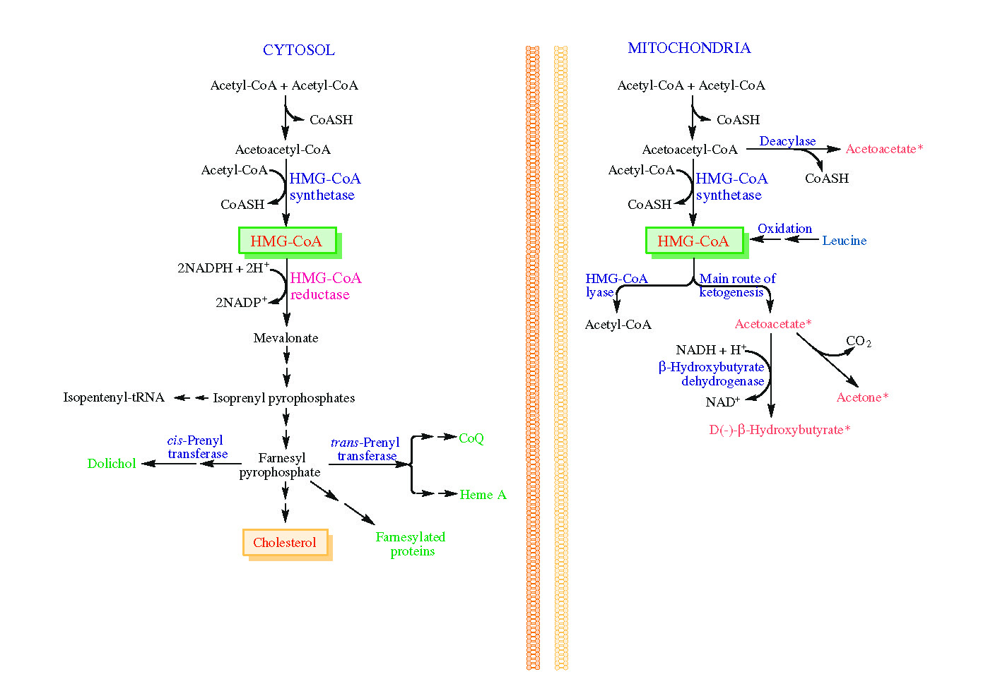 CYTOSOL
Acetyl-CoA + Acetyl-CoA
CoASH
Acetoacetyl-CoA
Acetyl-CoA
HMG-CoA
synthetase
CoASH
HMG-CoA
2NADPH + 2H⁺
HMG-CoA
reductase
2NADP⁺
Mevalonate
Isopentenyl-tRNA
Isoprenyl pyrophosphates
cis-Prenyl
transferase
trans-Prenyl
transferase
CoQ
Dolichol
Farnesyl
pyrophosphate
Heme A
Cholesterol
Farnesylated
proteins
MITOCHONDRIA
Acetyl-CoA + Acetyl-CoA
CoASH
Acetoacetyl-CoA
Deacylase
Acetoacetate*
CoASH
Acetyl-CoA
HMG-CoA
synthetase
CoASH
HMG-CoA
Oxidation
Leucine
HMG-CoA
lyase
Main route of
ketogenesis
Acetyl-CoA
Acetoacetate*
CO₂
NADH + H⁺
β-Hydroxybutyrate
dehydrogenase
NAD⁺
Acetone*
D(-)-β-Hydroxybutyrate*